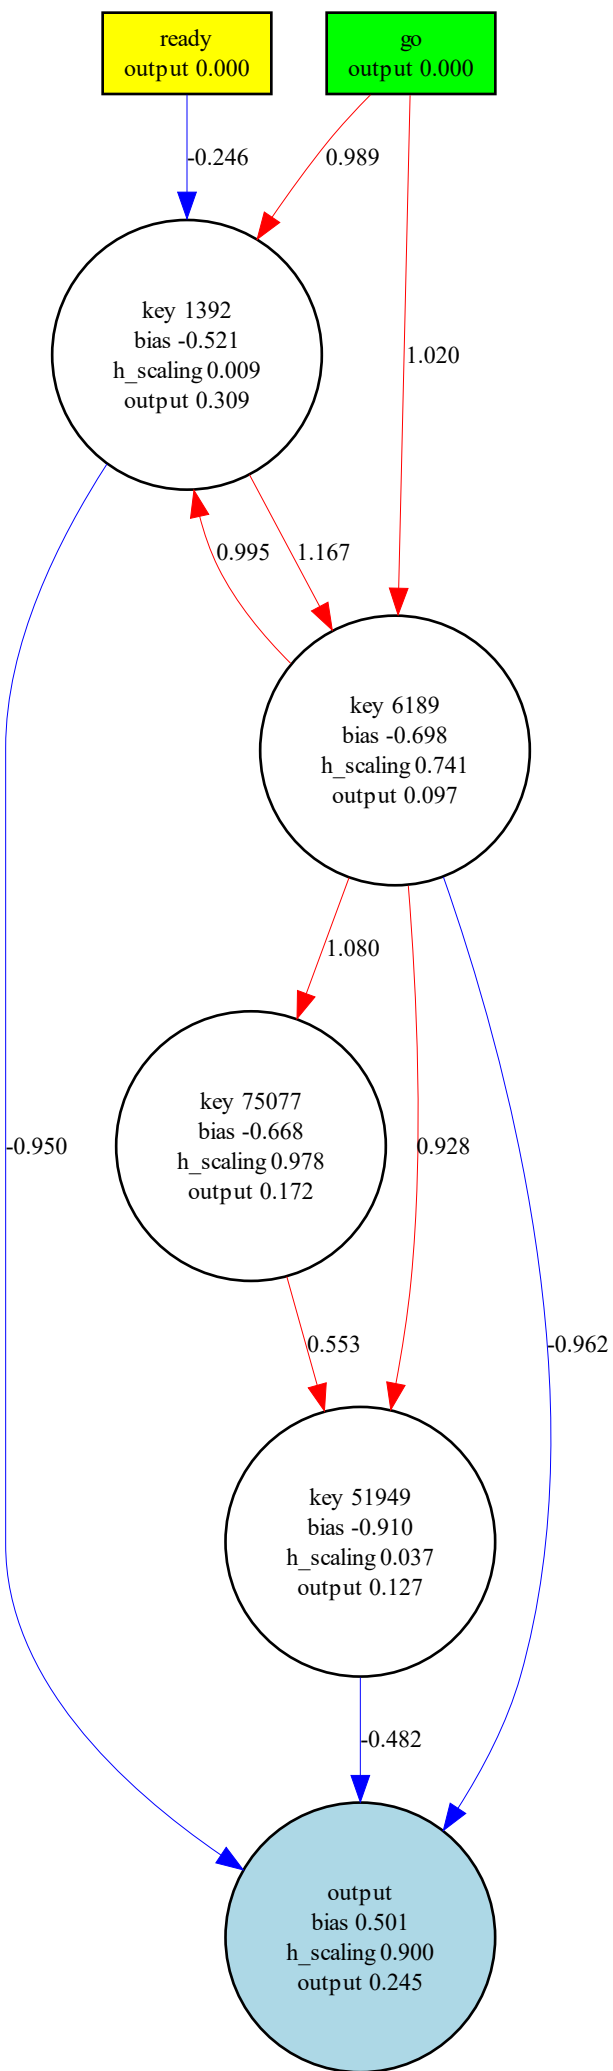 ready
output 0.000
go
output 0.000
-0.246
0.989
1.020
key 1392
bias -0.521
h_scaling 0.009
output 0.309
0.995
1.167
key 6189
bias -0.698
h_scaling 0.741
output 0.097
1.080
key 75077
bias -0.668
h_scaling 0.978
output 0.172
-0.950
0.928
0.553
-0.962
key 51949
bias -0.910
h_scaling 0.037
output 0.127
-0.482
output
bias 0.501
h_scaling 0.900
output 0.245